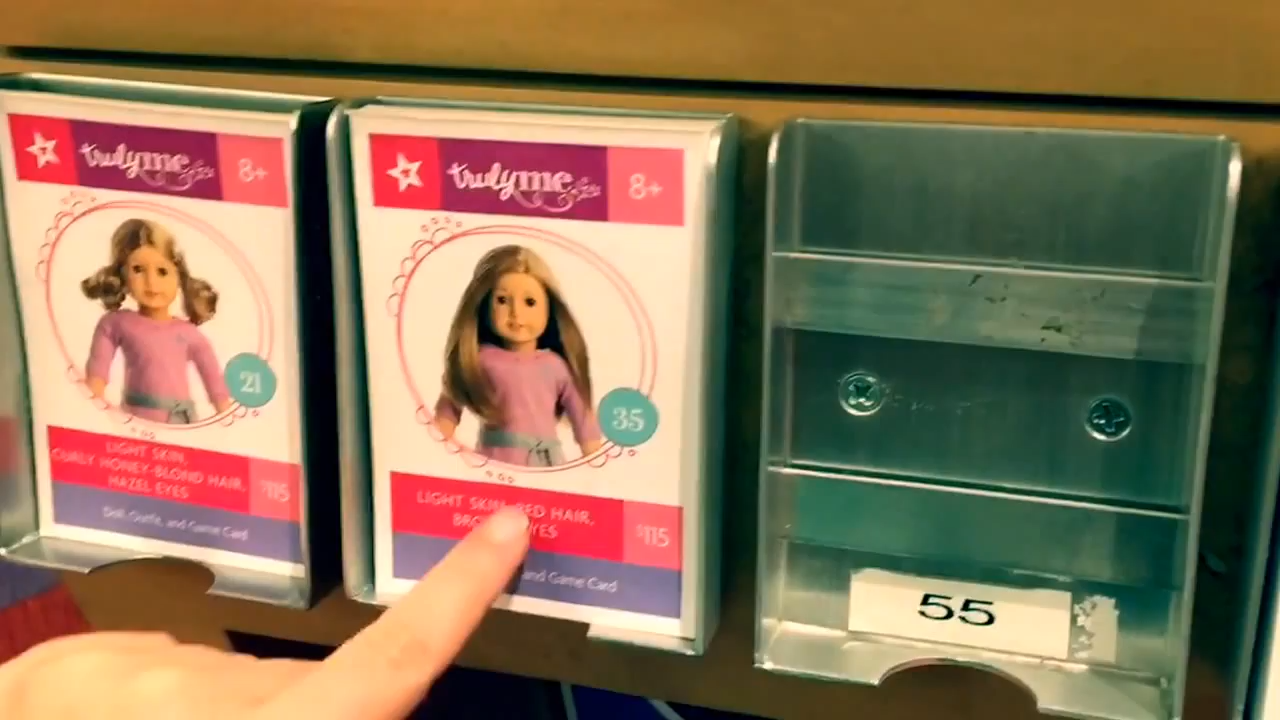 trulyme
8+
21
LIGHT SKIN,
CURLY HONEY-BLOND HAIR,
HAZEL EYES
$115
Doll, Outfit, and Game Card
trulyme
8+
35
LIGHT SKIN, RED HAIR,
EYES
$115
and Game Card
55